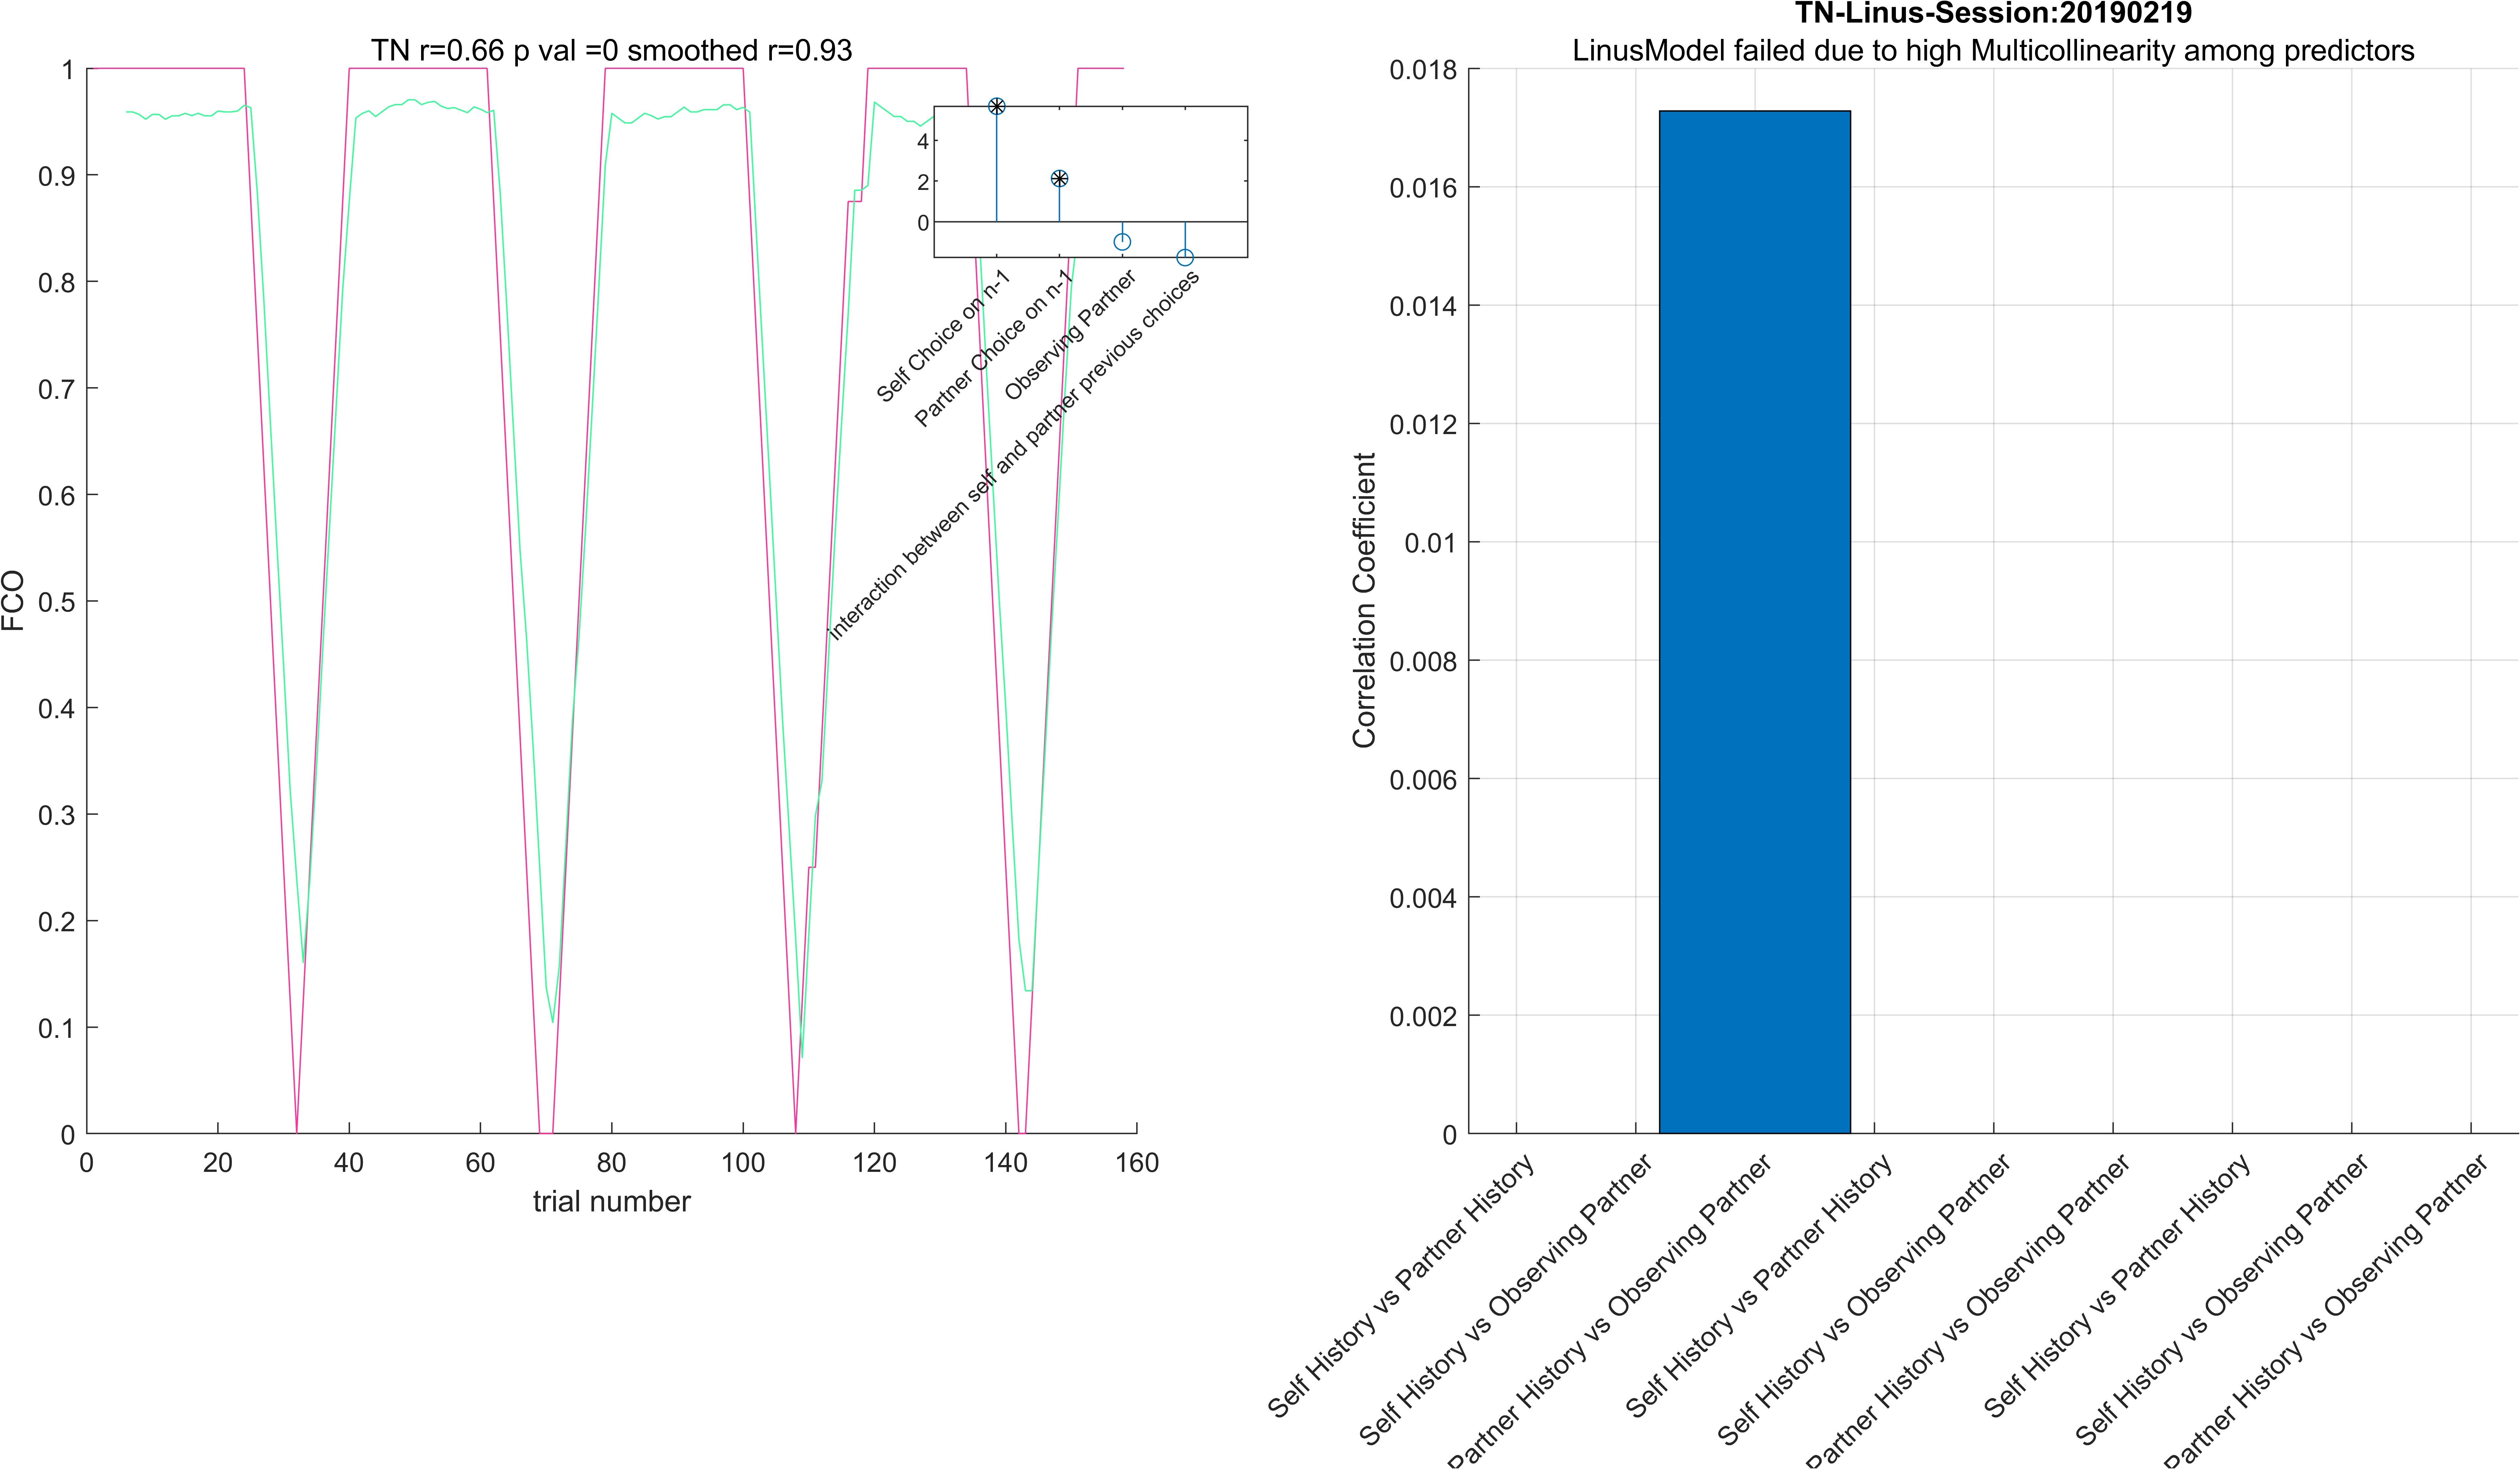 TN r=0.66 p val =0 smoothed r=0.93
1
0.9
0.8
0.7
0.6
0.5
0.4
0.3
0.2
0.1
0
FCO
0 20 40 60 80 100 120 140 160
trial number
4
2
0
Self Choice on n-1
Partner Choice on n-1
Observing Partner
interaction between self and partner previous choices
TN-Linus-Session:20190219
LinusModel failed due to high Multicollinearity among predictors
0.018
0.016
0.014
0.012
0.01
0.008
0.006
0.004
0.002
0
Correlation Coefficient
Self History vs Partner History
Self History vs Observing Partner
Partner History vs Observing Partner
Self History vs Partner History
Self History vs Observing Partner
Partner History vs Observing Partner
Self History vs Partner History
Self History vs Observing Partner
Partner History vs Observing Partner